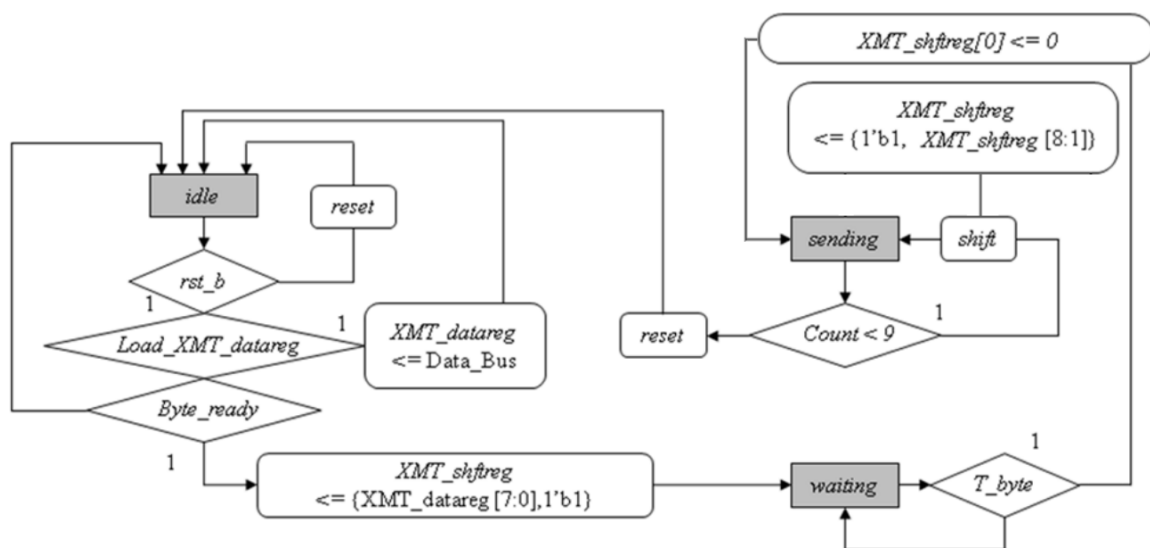 XMT_shftreg[0] <= 0
XMT_shftreg
<= {1'b1, XMT_shftreg [8:1]}
idle
reset
sending
shift
rst_b
1
1
XMT_datareg
<= Data_Bus
reset
Count < 9
1
Load_XMT_datareg
Byte_ready
1
XMT_shftreg
<= {XMT_datareg [7:0],1'b1}
waiting
T_byte
1